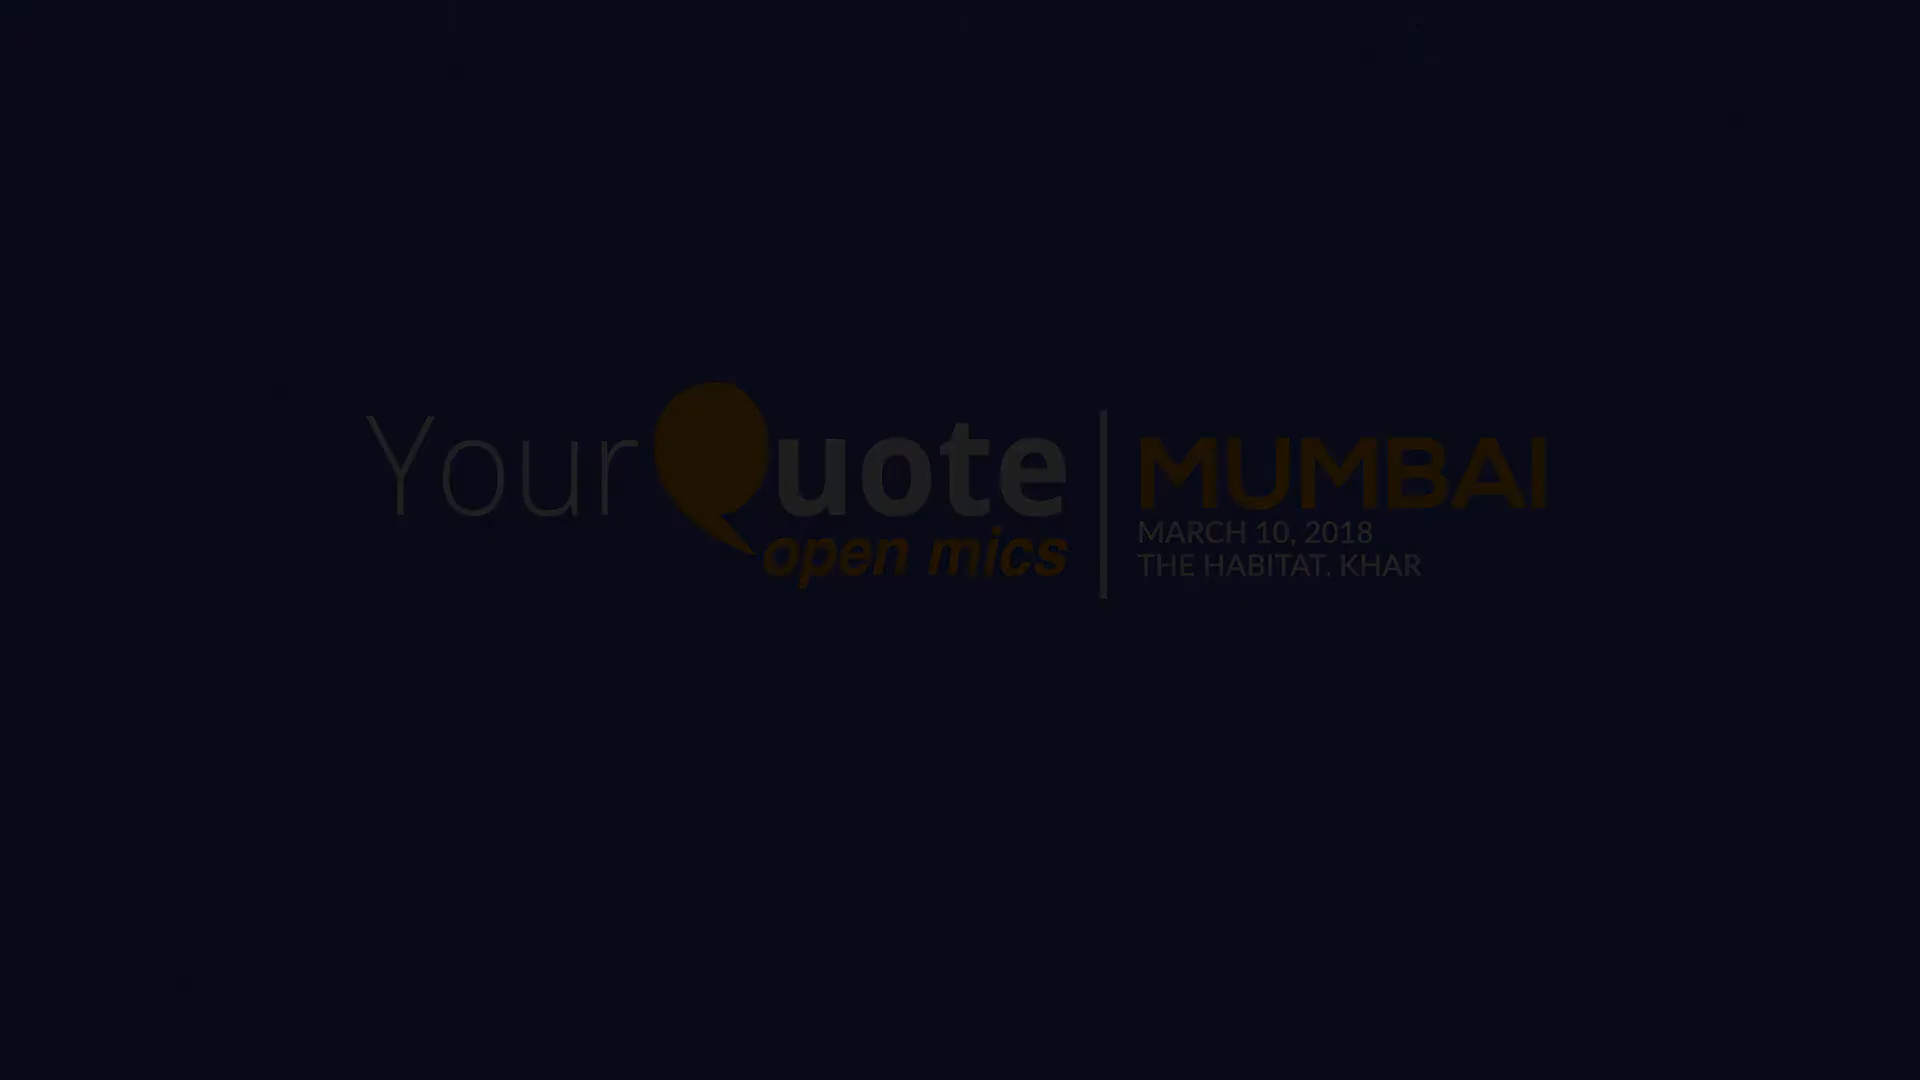 YourQuote
open mics
MUMBAI
MARCH 10, 2018
THE HABITAT, KHAR